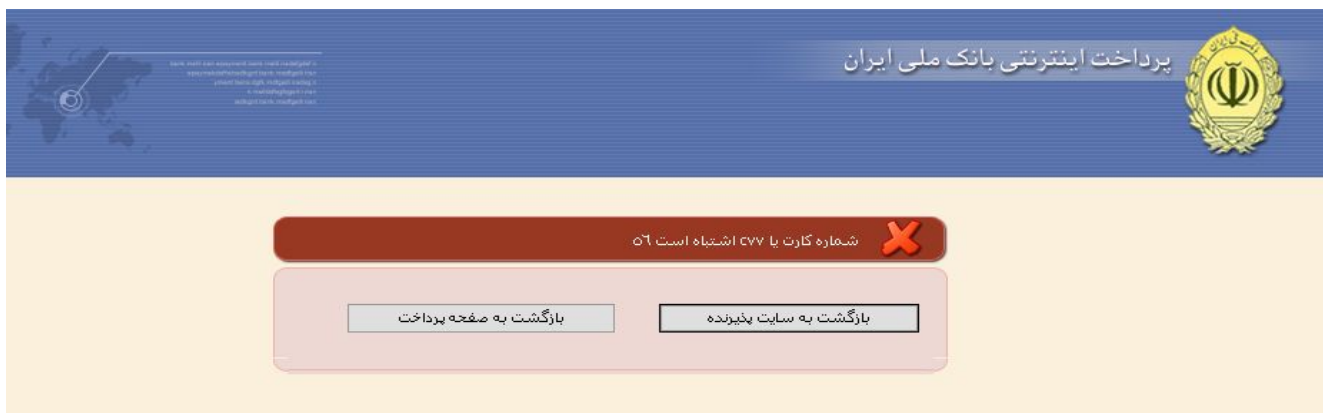 پرداخت اینترنتی بانک ملی ایران
شماره کارت یا cvv اشتباه است ٥٦
بازگشت به سایت پذیرنده
بازگشت به صفحه پرداخت